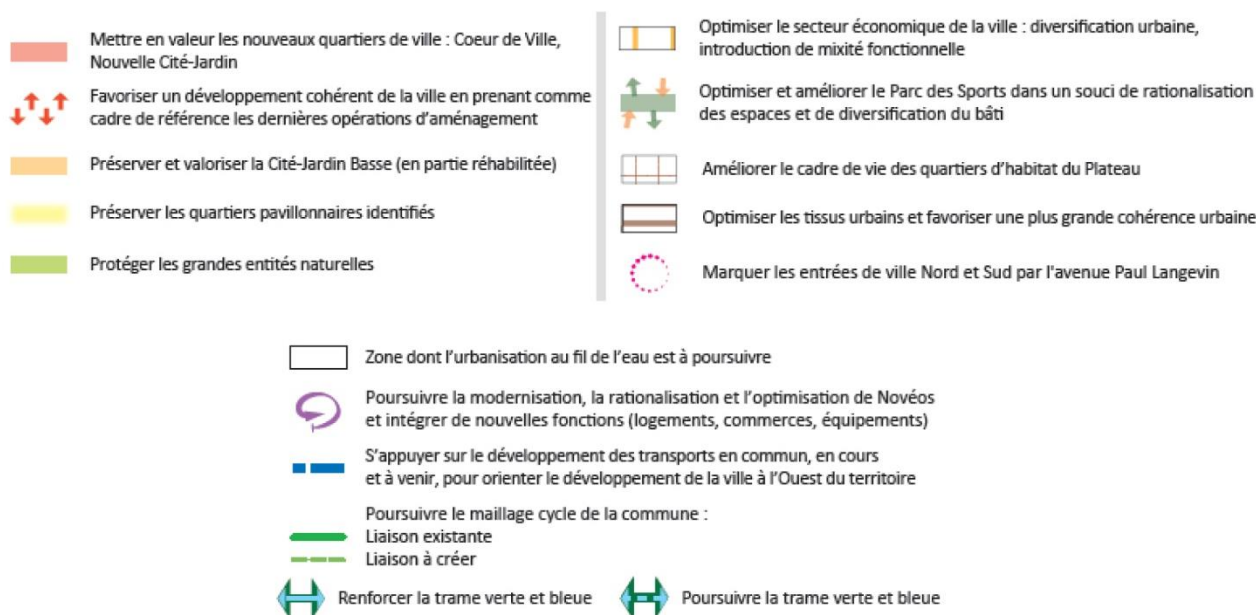 Mettre en valeur les nouveaux quartiers de ville : Coeur de Ville,
Nouvelle Cité-Jardin
Favoriser un développement cohérent de la ville en prenant comme
cadre de référence les dernières opérations d'aménagement
Préserver et valoriser la Cité-Jardin Basse (en partie réhabilitée)
Préserver les quartiers pavillonnaires identifiés
Protéger les grandes entités naturelles
Optimiser le secteur économique de la ville : diversification urbaine,
introduction de mixité fonctionnelle
Optimiser et améliorer le Parc des Sports dans un souci de rationalisation
des espaces et de diversification du bâti
Améliorer le cadre de vie des quartiers d'habitat du Plateau
Optimiser les tissus urbains et favoriser une plus grande cohérence urbaine
Marquer les entrées de ville Nord et Sud par l'avenue Paul Langevin
Zone dont l'urbanisation au fil de l'eau est à poursuivre
Poursuivre la modernisation, la rationalisation et l'optimisation de Novéos
et intégrer de nouvelles fonctions (logements, commerces, équipements)
S'appuyer sur le développement des transports en commun, en cours
et à venir, pour orienter le développement de la ville à l'Ouest du territoire
Poursuivre le maillage cycle de la commune :
Liaison existante
Liaison à créer
Renforcer la trame verte et bleue
Poursuivre la trame verte et bleue